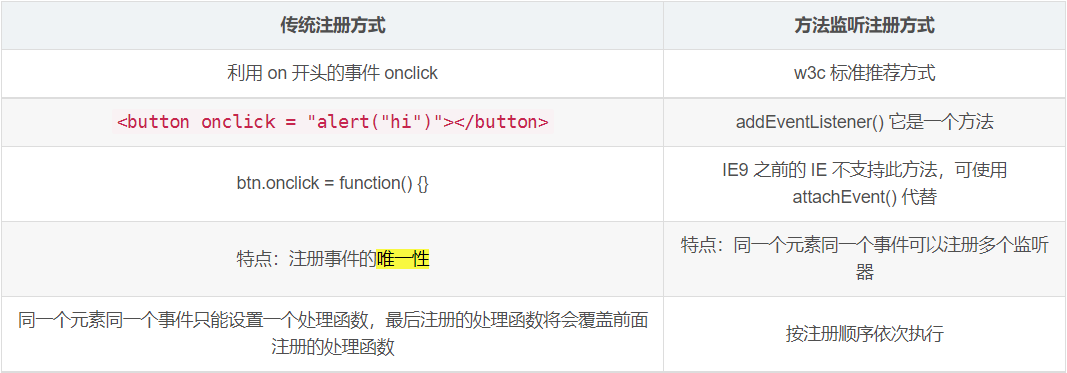 传统注册方式
方法监听注册方式
利用 on 开头的事件 onclick
w3c 标准推荐方式
<button onclick = "alert("hi")"></button>
addEventListener() 它是一个方法
btn.onclick = function() {}
IE9 之前的 IE 不支持此方法，可使用
attachEvent() 代替
特点：注册事件的唯一性
特点：同一个元素同一个事件可以注册多个监听
器
同一个元素同一个事件只能设置一个处理函数，最后注册的处理函数将会覆盖前面
注册的处理函数
按注册顺序依次执行